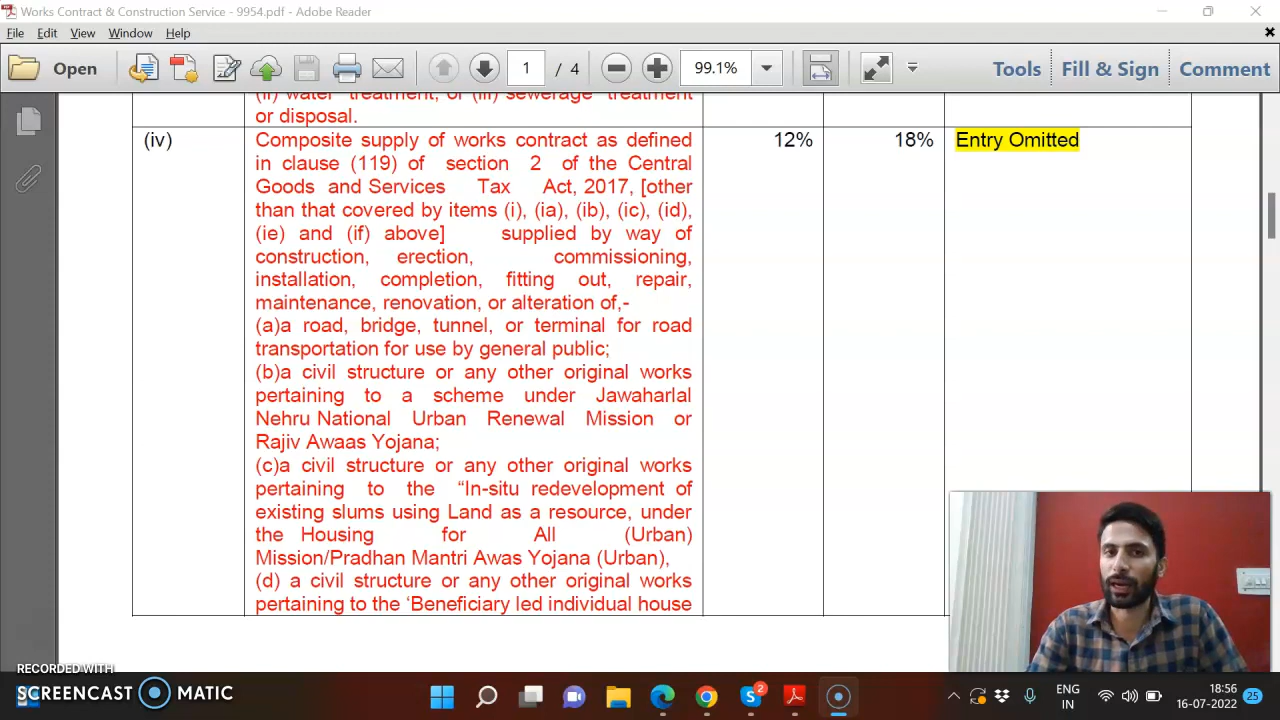 Works Contract & Construction Service - 9954.pdf - Adobe Reader
File Edit View Window Help
Open 1 / 4 99.1% Tools Fill & Sign Comment
(ii) water treatment, or (iii) sewerage treatment
or disposal.
(iv) Composite supply of works contract as defined 12% 18% Entry Omitted
in clause (119) of section 2 of the Central
Goods and Services Tax Act, 2017, [other
than that covered by items (i), (ia), (ib), (ic), (id),
(ie) and (if) above] supplied by way of
construction, erection, commissioning,
installation, completion, fitting out, repair,
maintenance, renovation, or alteration of,-
(a)a road, bridge, tunnel, or terminal for road
transportation for use by general public;
(b)a civil structure or any other original works
pertaining to a scheme under Jawaharlal
Nehru National Urban Renewal Mission or
Rajiv Awaas Yojana;
(c)a civil structure or any other original works
pertaining to the “In-situ redevelopment of
existing slums using Land as a resource, under
the Housing for All (Urban)
Mission/Pradhan Mantri Awas Yojana (Urban),
(d) a civil structure or any other original works
pertaining to the ‘Beneficiary led individual house
RECORDED WITH
SCREENCAST MATIC
2
ENG 18:56
IN 16-07-2022 25